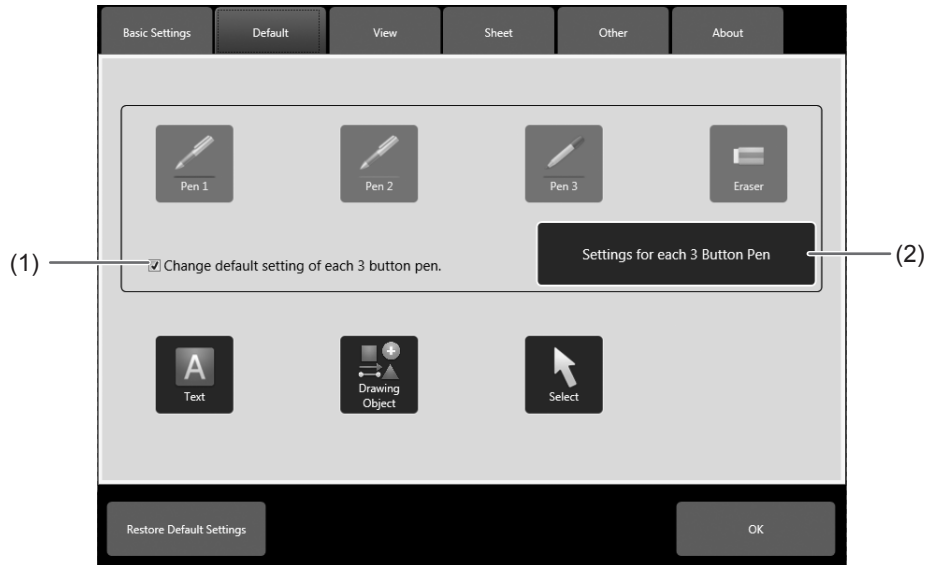 Basic Settings
Default
View
Sheet
Other
About
Pen 1
Pen 2
Pen 3
Eraser
(1)
Change default setting of each 3 button pen.
Settings for each 3 Button Pen
(2)
A
Text
Drawing
Object
Select
Restore Default Settings
OK